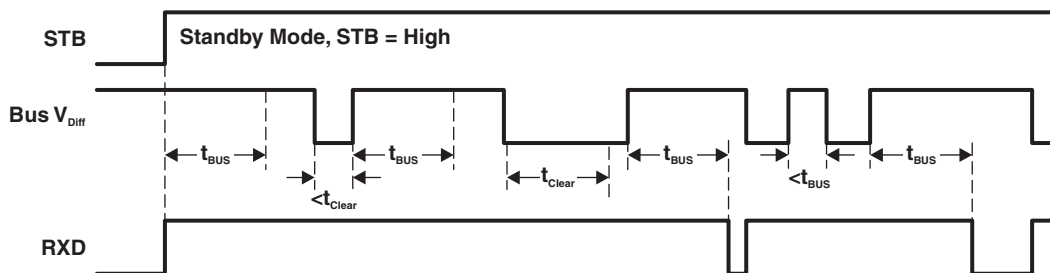 STB
Standby Mode, STB = High
Bus V_Diff
t_BUS
<t_Clear
t_BUS
t_Clear
t_BUS
<t_BUS
t_BUS
RXD